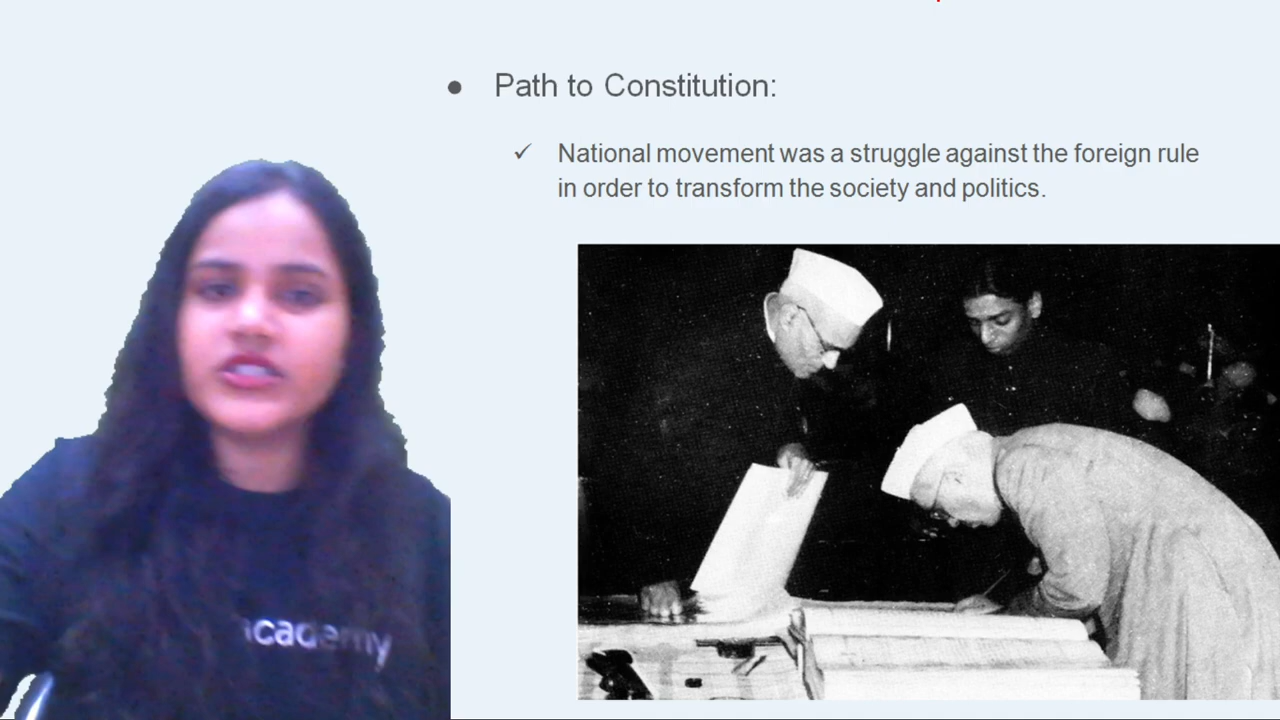 Path to Constitution:
National movement was a struggle against the foreign rule
in order to transform the society and politics.
academy